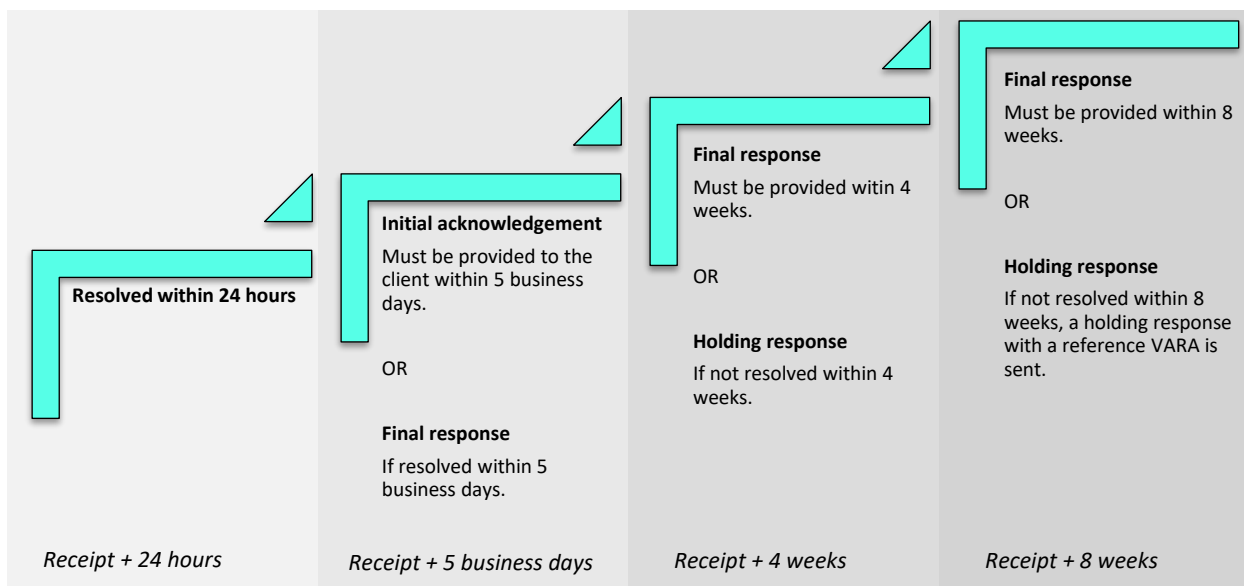 Resolved within 24 hours
Receipt + 24 hours
Initial acknowledgement
Must be provided to the
client within 5 business
days.
OR
Final response
If resolved within 5
business days.
Receipt + 5 business days
Final response
Must be provided witin 4
weeks.
OR
Holding response
If not resolved within 4
weeks.
Receipt + 4 weeks
Final response
Must be provided within 8
weeks.
OR
Holding response
If not resolved within 8
weeks, a holding response
with a reference VARA is
sent.
Receipt + 8 weeks